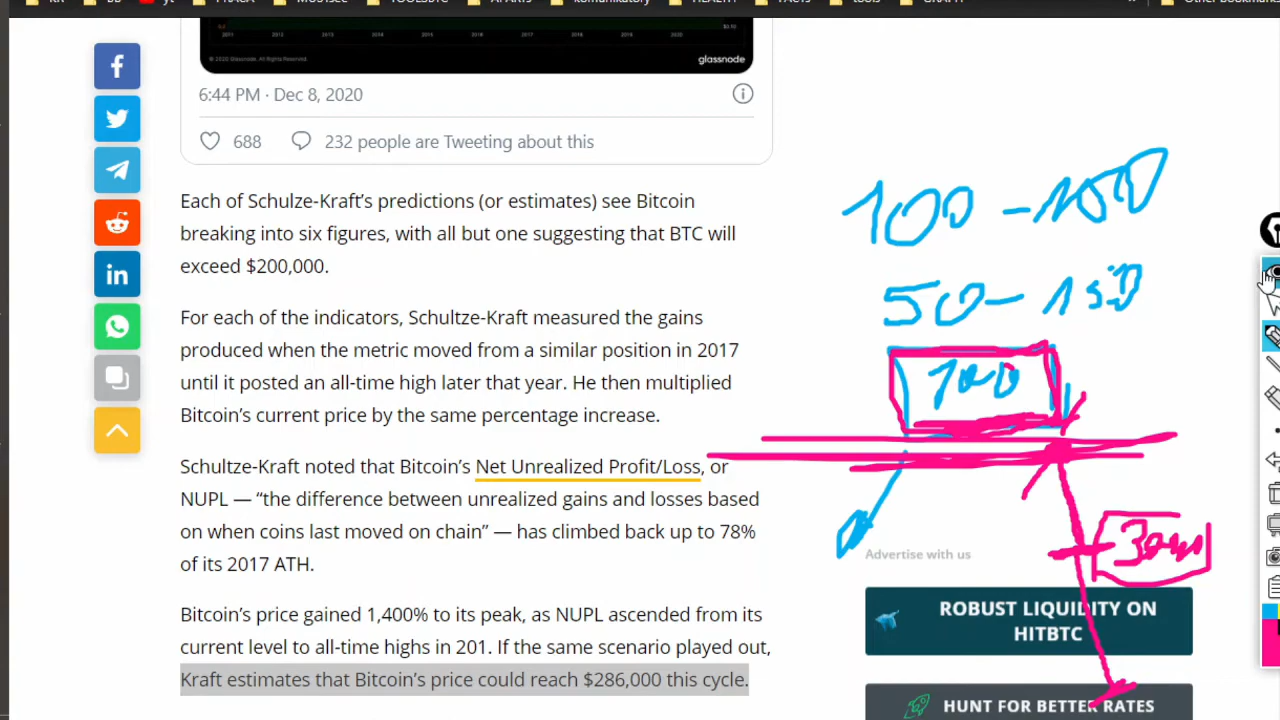 yt
glassnode
6:44 PM · Dec 8, 2020
688 232 people are Tweeting about this
Each of Schulze-Kraft's predictions (or estimates) see Bitcoin
breaking into six figures, with all but one suggesting that BTC will
exceed $200,000.
For each of the indicators, Schultze-Kraft measured the gains
produced when the metric moved from a similar position in 2017
until it posted an all-time high later that year. He then multiplied
Bitcoin's current price by the same percentage increase.
Schultze-Kraft noted that Bitcoin's Net Unrealized Profit/Loss, or
NUPL — “the difference between unrealized gains and losses based
on when coins last moved on chain” — has climbed back up to 78%
of its 2017 ATH.
Bitcoin's price gained 1,400% to its peak, as NUPL ascended from its
current level to all-time highs in 201. If the same scenario played out,
Kraft estimates that Bitcoin's price could reach $286,000 this cycle.
100 - 150
50 - 150
100
Advertise with us
ROBUST LIQUIDITY ON
HITBTC
HUNT FOR BETTER RATES